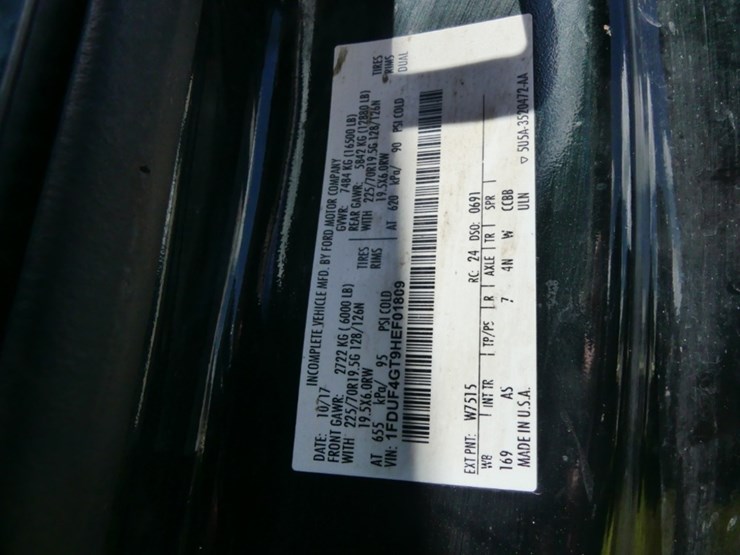 DATE: 10/17 INCOMPLETE VEHICLE MFD. BY FORD MOTOR COMPANY
FRONT GAWR: 2722 KG ( 6000 LB) GVWR: 7484 KG (16500 LB)
REAR GAWR: 5842 KG (12880 LB)
WITH 225/70R19.5G 128/126N TIRES WITH 225/70R19.5G 128/126N TIRES
19.5X6.0RW RIMS 19.5X6.0RW RIMS
AT 655 kPa/ 95 PSI COLD AT 620 kPa/ 90 PSI COLD DUAL
VIN: 1FDUF4GT9HEF01809
EXT PNT: W7515 RC: 24 DSO: 0691
WB INT TR TP/PS R AXLE TR SPR
169 AS 7 4N W CCBB
MADE IN U.S.A. ULN ▽ 5U5A-3520472-AA